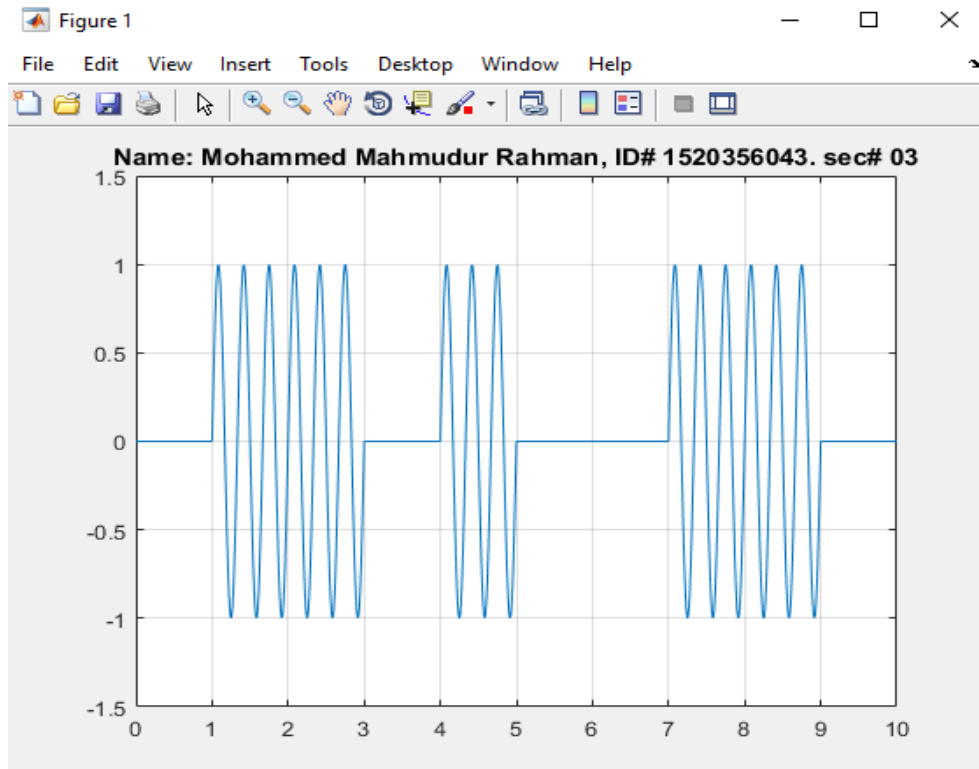 Figure 1
File Edit View Insert Tools Desktop Window Help
Name: Mohammed Mahmudur Rahman, ID# 1520356043. sec# 03
1.5
1
0.5
0
-0.5
-1
-1.5
0 1 2 3 4 5 6 7 8 9 10